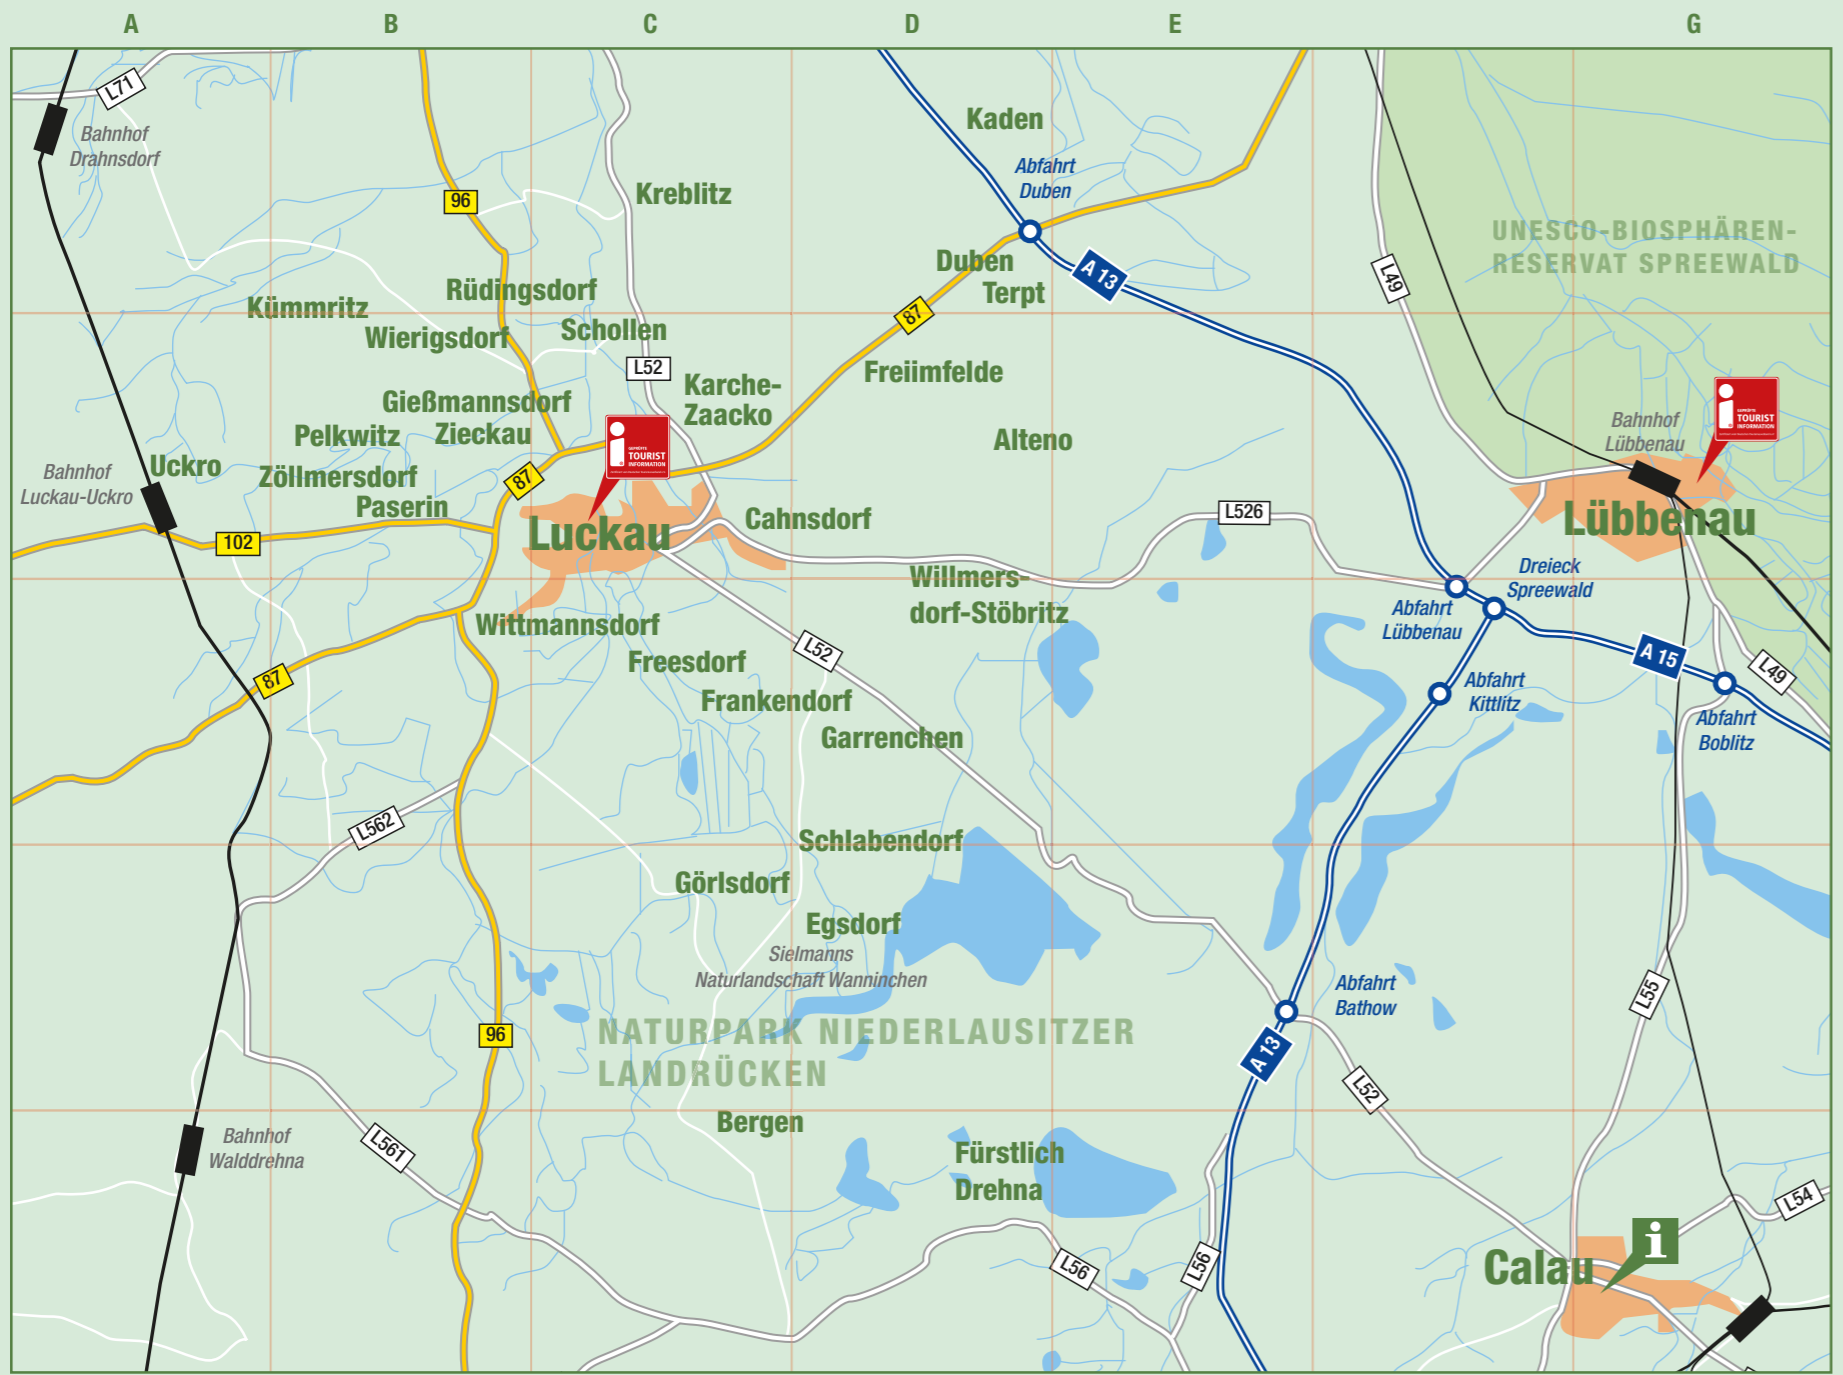 A B C D E G
L71
Bahnhof
Drahnsdorf
96
Kreblitz
Kaden
Abfahrt
Duben
UNESCO-BIOSPHÄREN-
RESERVAT SPREEWALD
Duben
Terpt
A 13
L49
Kümmritz
Rüdingsdorf
Wierigsdorf
Schollen
87
L52
Freiimfelde
Karche-
Zaacko
Gießmannsdorf
Pelkwitz
Zieckau
TOURIST
INFORMATION
Alteno
Bahnhof
Lübbenau
TOURIST
INFORMATION
Bahnhof
Luckau-Uckro
Uckro
Zöllmersdorf
Paserin
87
Luckau
Cahnsdorf
L526
Lübbenau
102
Willmers-
dorf-Stöbritz
Dreieck
Spreewald
Abfahrt
Lübbenau
Wittmannsdorf
Freesdorf
L52
A 15
L49
87
Frankendorf
Abfahrt
Kittlitz
Garrenchen
Abfahrt
Boblitz
L562
Schlabendorf
Görlsdorf
Egsdorf
Sielmanns
Naturlandschaft Wanninchen
Abfahrt
Bathow
L55
96
NATURPARK NIEDERLAUSITZER
LANDRÜCKEN
A 13
L52
Bergen
Bahnhof
Walddrehna
L561
Fürstlich
Drehna
L54
L56
L56
Calau
i